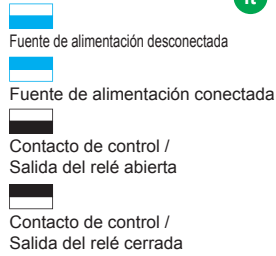 Fuente de alimentación desconectada
Fuente de alimentación conectada
Contacto de control /
Salida del relé abierta
Contacto de control /
Salida del relé cerrada